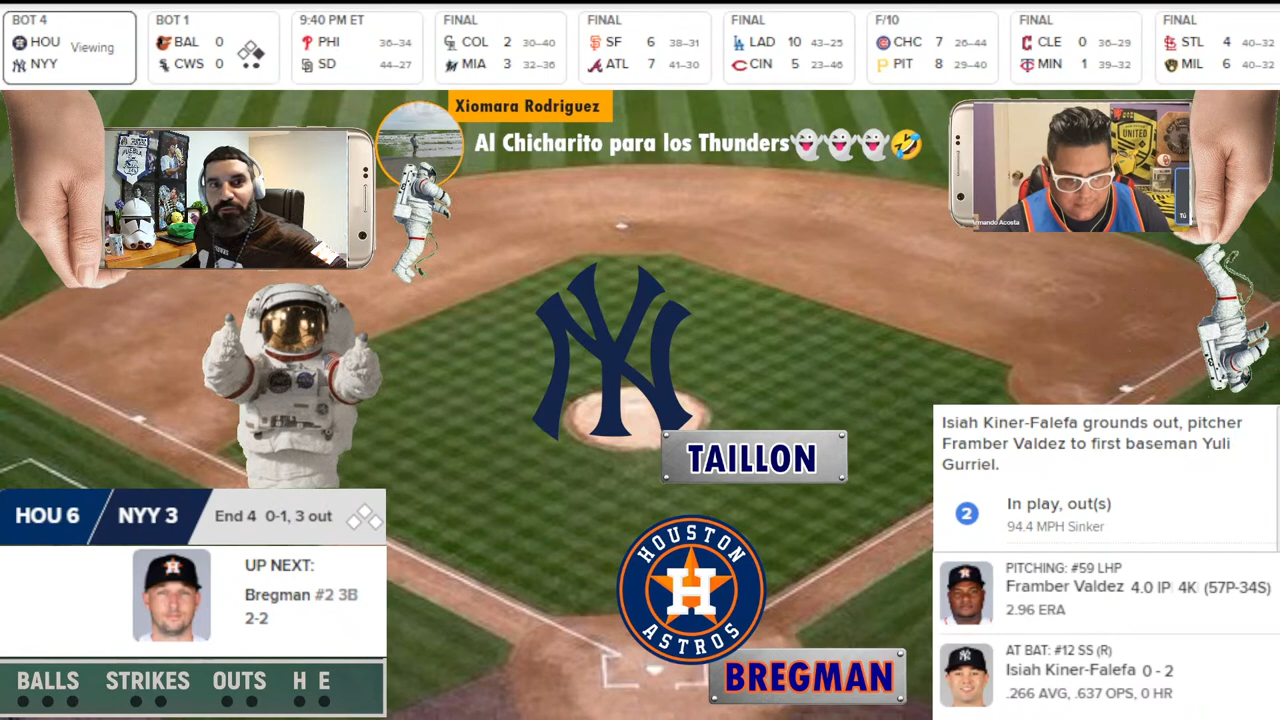 BOT 4
HOU
Viewing
NYY
BOT 1
BAL 0
CWS 0
9:40 PM ET
PHI 36-34
SD 44-27
FINAL
COL 2 30-40
MIA 3 32-36
FINAL
SF 6 38-31
ATL 7 41-30
FINAL
LAD 10 43-25
CIN 5 23-46
F/10
CHC 7 26-44
PIT 8 29-40
FINAL
CLE 0 36-29
MIN 1 39-32
FINAL
STL 4 40-32
MIL 6 40-32
Xiomara Rodriguez
Al Chicharito para los Thunders👻👻👻🤣
PUEBLA
UNITED
Armando Acosta
Tú
TAILLON
HOUSTON
H
ASTROS
BREGMAN
HOU 6
NYY 3
End 4 0-1, 3 out
UP NEXT:
Bregman #2 3B
2-2
BALLS STRIKES OUTS H E
Isiah Kiner-Falefa grounds out, pitcher
Framber Valdez to first baseman Yuli
Gurriel.
2
In play, out(s)
94.4 MPH Sinker
PITCHING: #59 LHP
Framber Valdez 4.0 IP 4K (57P-34S)
2.96 ERA
AT BAT: #12 SS (R)
Isiah Kiner-Falefa 0 - 2
.266 AVG, .637 OPS, 0 HR